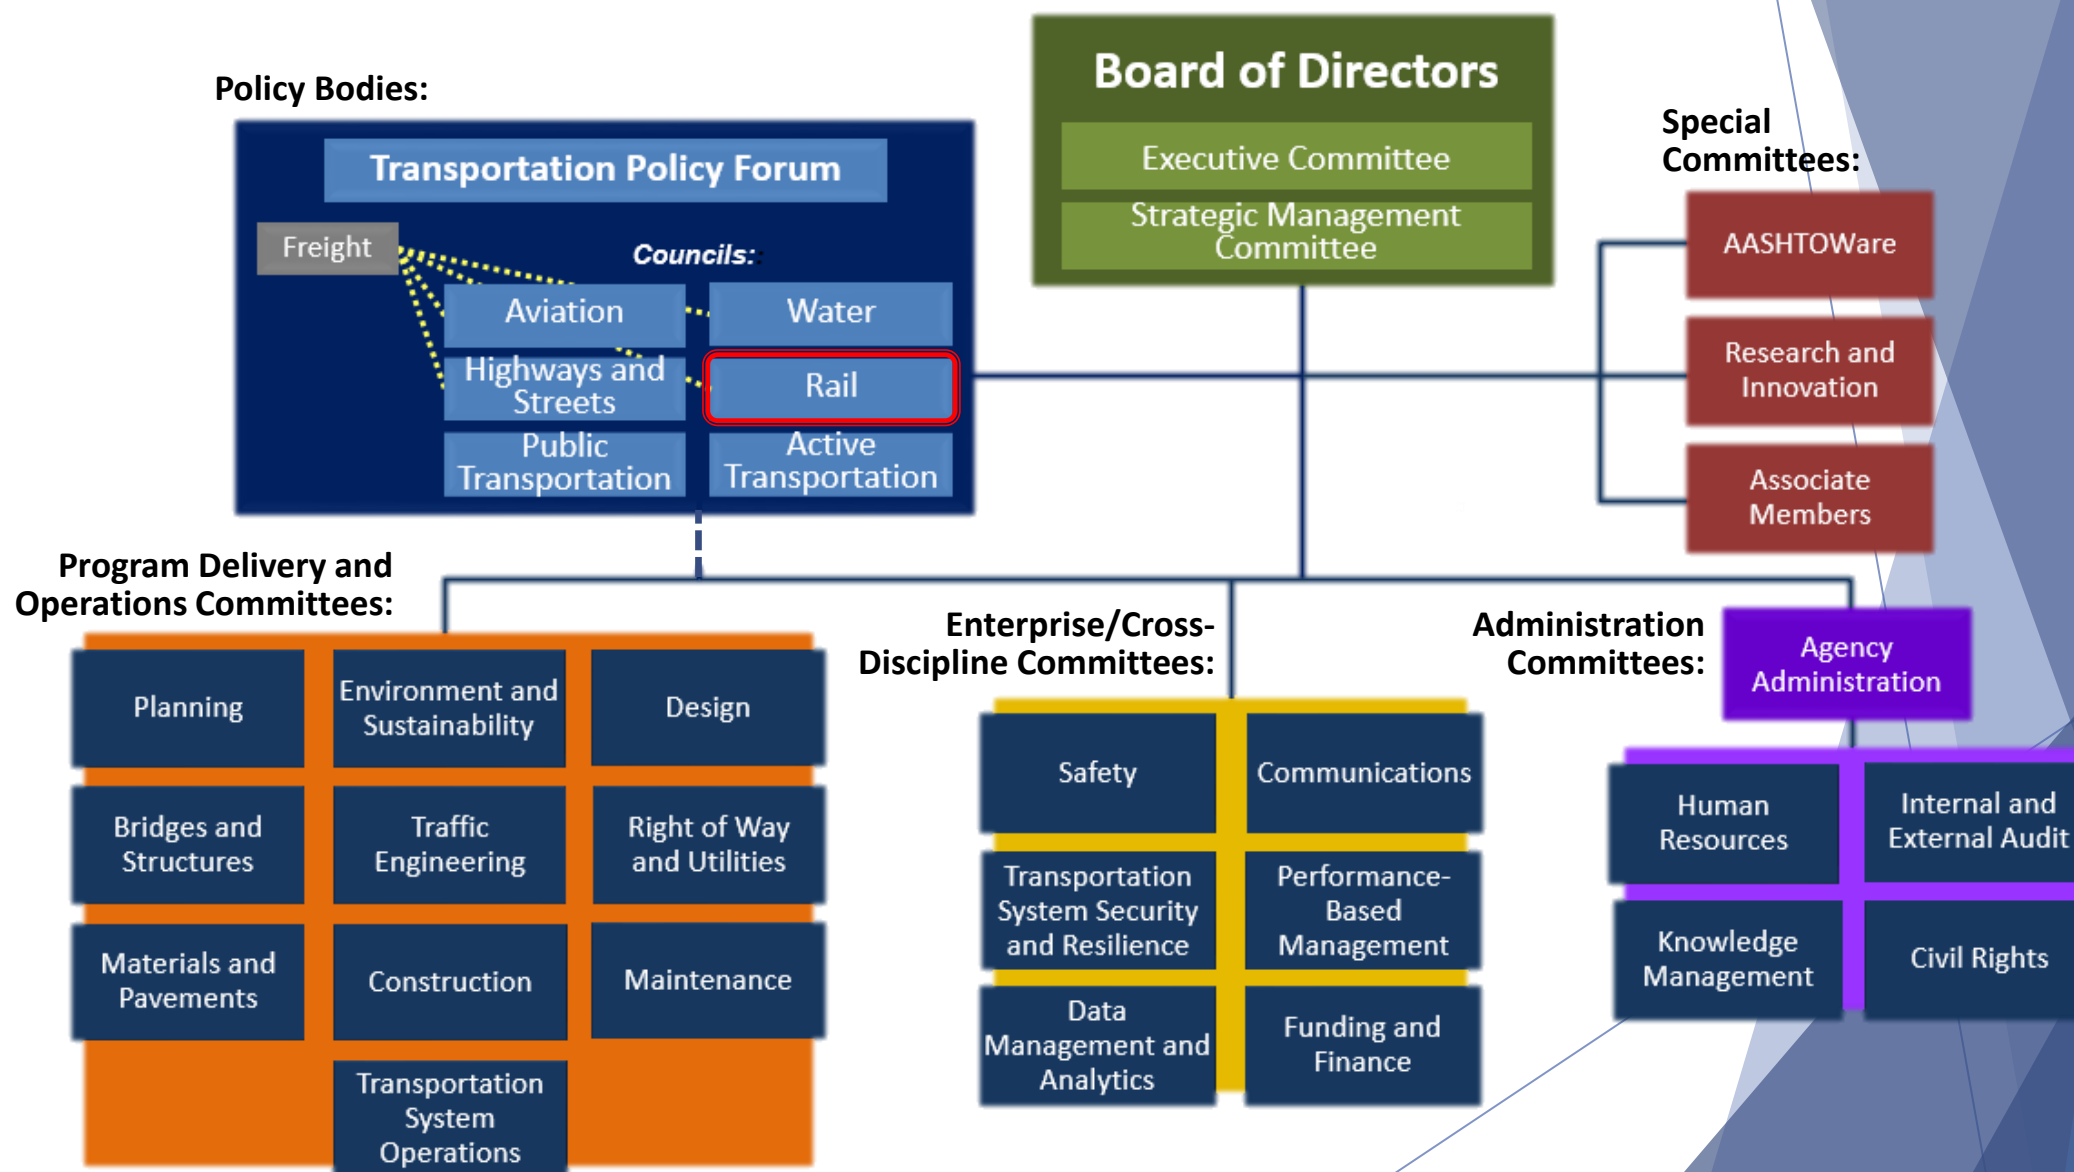 Board of Directors
Executive Committee
Strategic Management
Committee
Policy Bodies:
Transportation Policy Forum
Freight
Councils:
Aviation
Water
Highways and
Streets
Rail
Public
Transportation
Active
Transportation
Special
Committees:
AASHTOWare
Research and
Innovation
Associate
Members
Program Delivery and
Operations Committees:
Planning
Environment and
Sustainability
Design
Bridges and
Structures
Traffic
Engineering
Right of Way
and Utilities
Materials and
Pavements
Construction
Maintenance
Transportation
System
Operations
Enterprise/Cross-
Discipline Committees:
Safety
Communications
Transportation
System Security
and Resilience
Performance-
Based
Management
Data
Management and
Analytics
Funding and
Finance
Administration
Committees:
Agency
Administration
Human
Resources
Internal and
External Audit
Knowledge
Management
Civil Rights